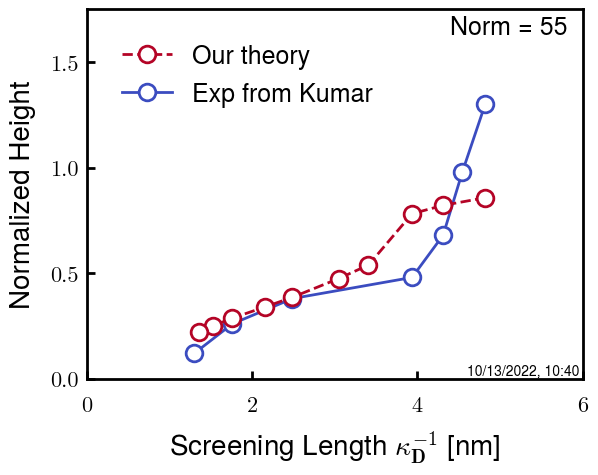 Norm = 55
Our theory
Exp from Kumar
Normalized Height
1.5
1.0
0.5
0.0
10/13/2022, 10:40
0 2 4 6
Screening Length κ_D^{-1} [nm]